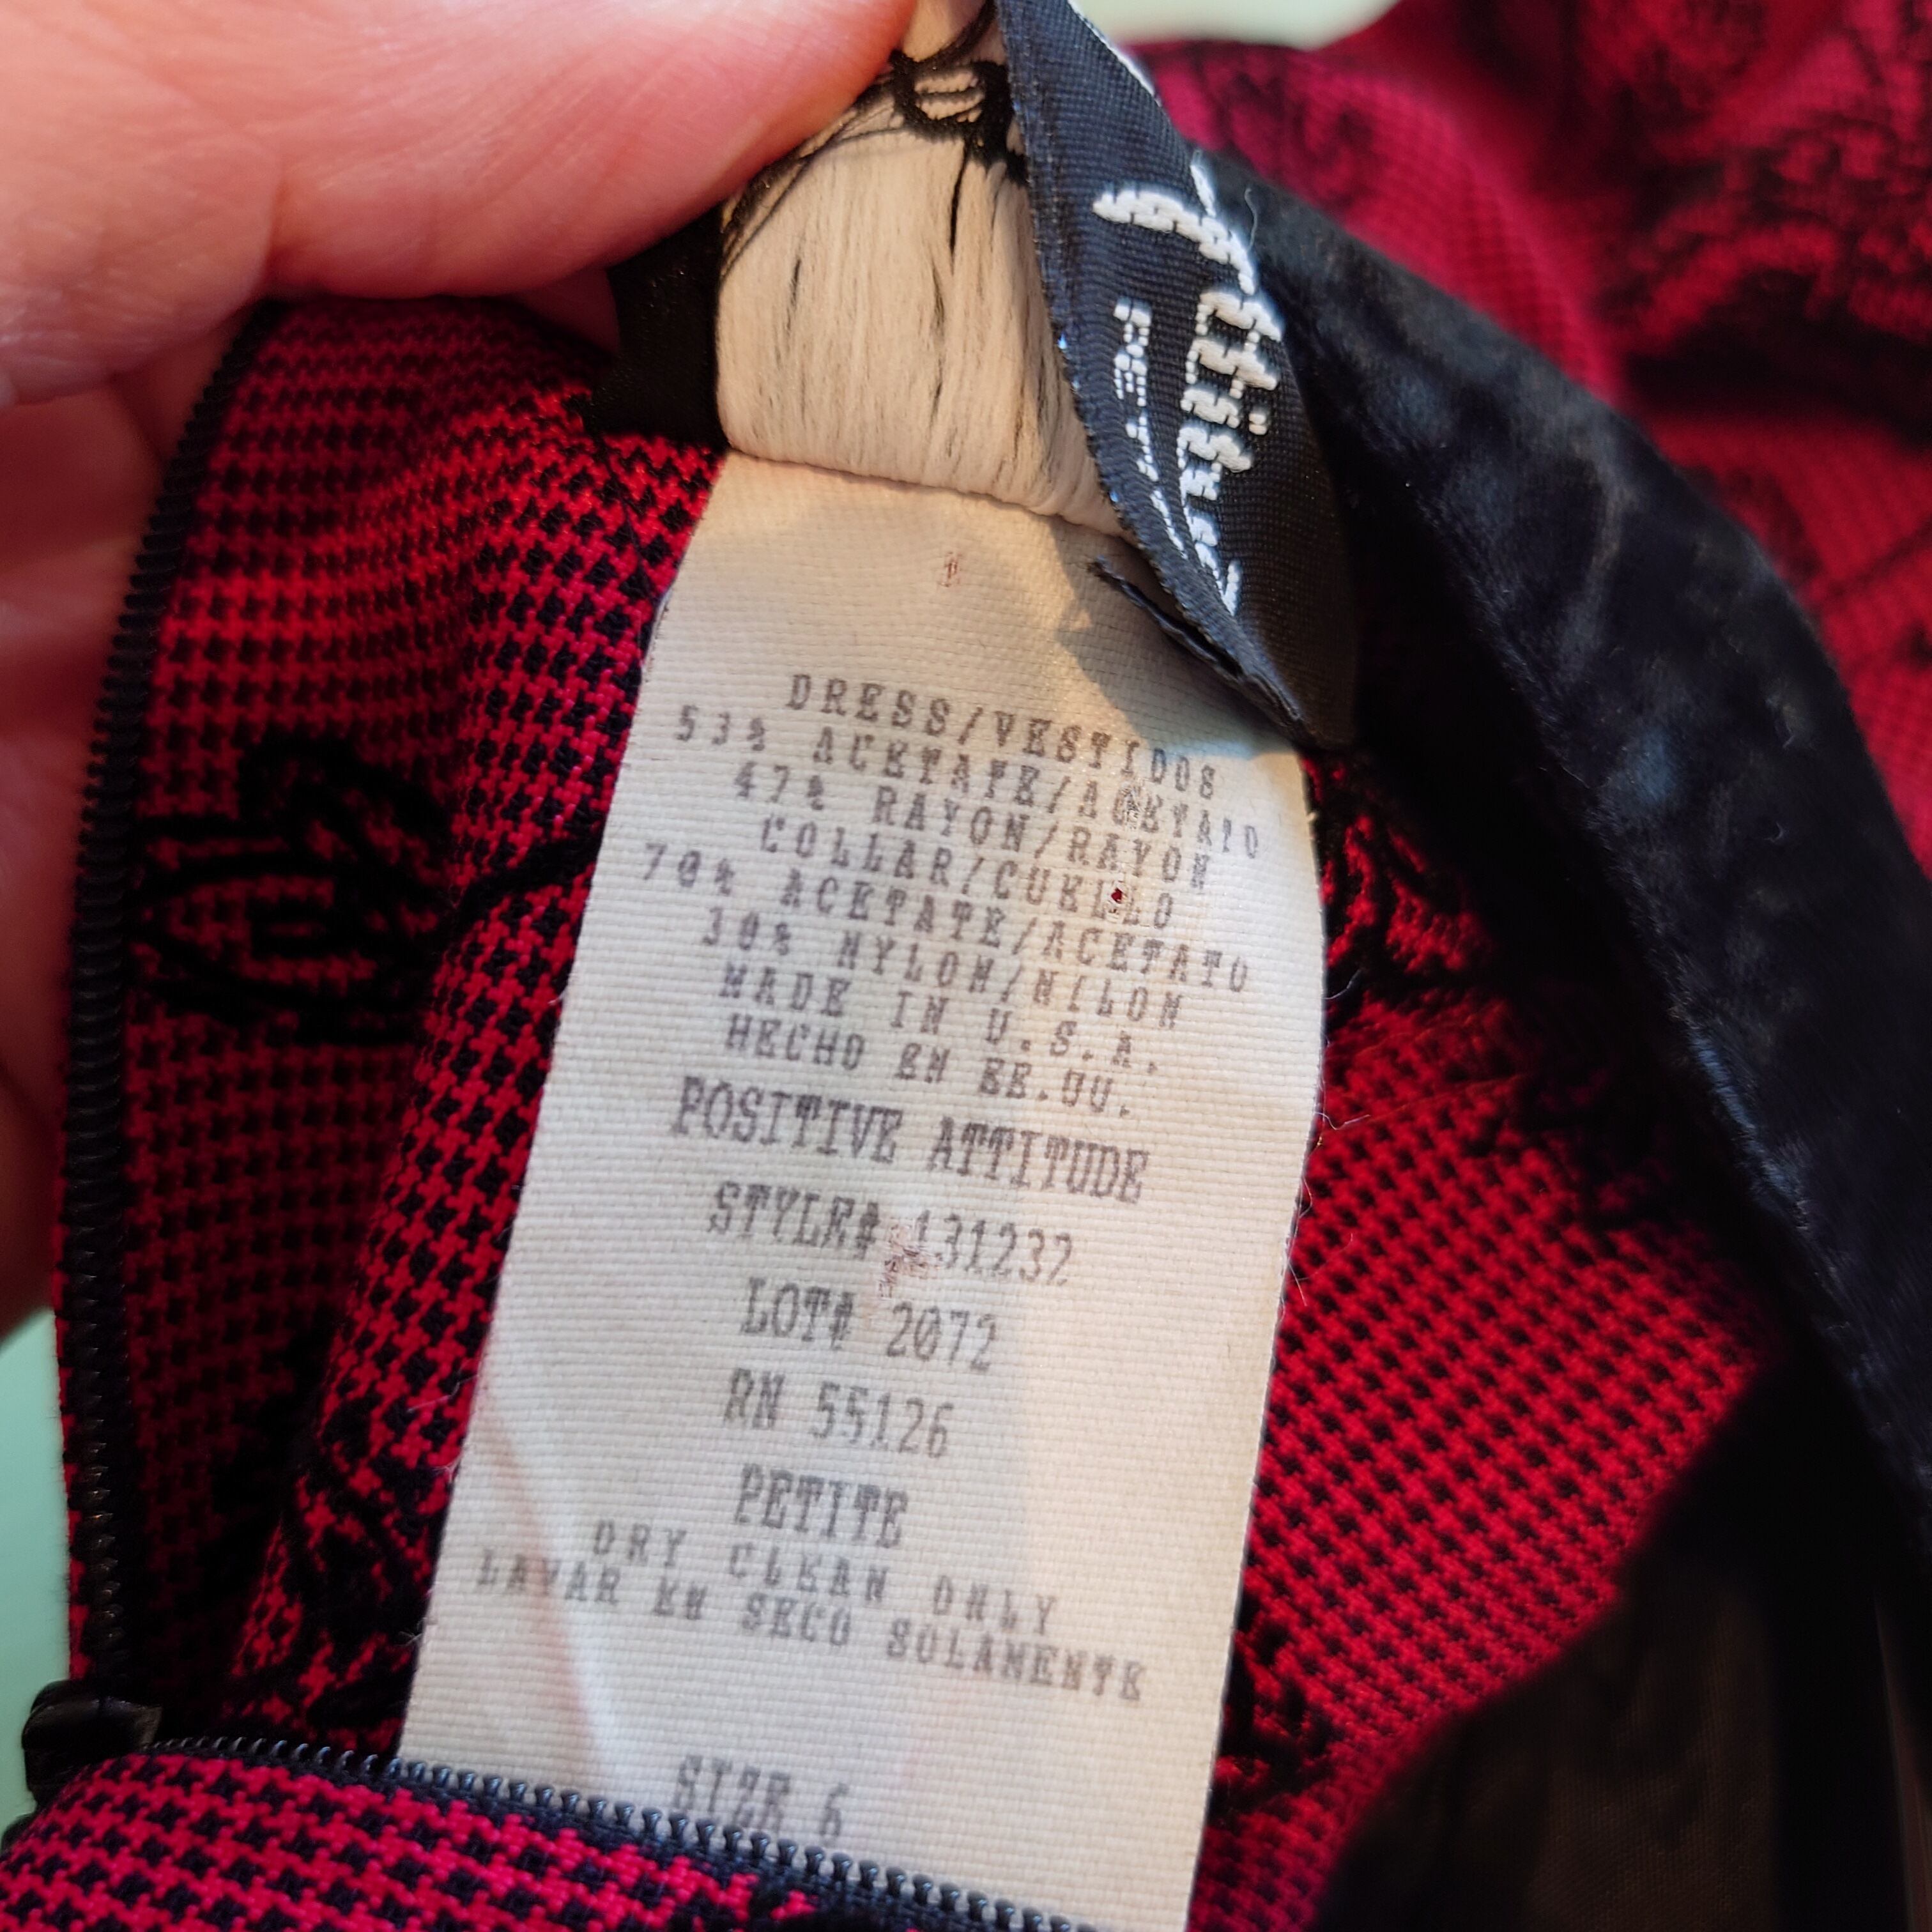 DRESS/VESTIDOS
53% ACETATE/ACETATO
47% RAYON/RAYON
COLLAR/CUELLO
70% ACETATE/ACETATO
30% NYLON/NILON
MADE IN U.S.A.
HECHO EN EE.UU.
POSITIVE ATTITUDE
STYLE# 131232
LOT# 2072
RN 55126
PETITE
DRY CLEAN ONLY
LAVAR EN SECO SOLAMENTE
SIZE 6